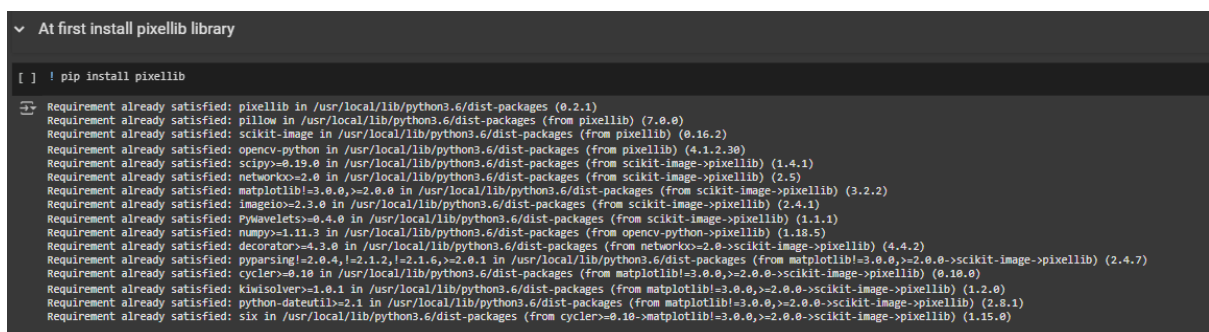 At first install pixellib library
[ ] ! pip install pixellib
Requirement already satisfied: pixellib in /usr/local/lib/python3.6/dist-packages (0.2.1)
Requirement already satisfied: pillow in /usr/local/lib/python3.6/dist-packages (from pixellib) (7.0.0)
Requirement already satisfied: scikit-image in /usr/local/lib/python3.6/dist-packages (from pixellib) (0.16.2)
Requirement already satisfied: opencv-python in /usr/local/lib/python3.6/dist-packages (from pixellib) (4.1.2.30)
Requirement already satisfied: scipy>=0.19.0 in /usr/local/lib/python3.6/dist-packages (from scikit-image->pixellib) (1.4.1)
Requirement already satisfied: networkx>=2.0 in /usr/local/lib/python3.6/dist-packages (from scikit-image->pixellib) (2.5)
Requirement already satisfied: matplotlib!=3.0.0,>=2.0.0 in /usr/local/lib/python3.6/dist-packages (from scikit-image->pixellib) (3.2.2)
Requirement already satisfied: imageio>=2.3.0 in /usr/local/lib/python3.6/dist-packages (from scikit-image->pixellib) (2.4.1)
Requirement already satisfied: PyWavelets>=0.4.0 in /usr/local/lib/python3.6/dist-packages (from scikit-image->pixellib) (1.1.1)
Requirement already satisfied: numpy>=1.11.3 in /usr/local/lib/python3.6/dist-packages (from opencv-python->pixellib) (1.18.5)
Requirement already satisfied: decorator>=4.3.0 in /usr/local/lib/python3.6/dist-packages (from networkx>=2.0->scikit-image->pixellib) (4.4.2)
Requirement already satisfied: pyparsing!=2.0.4,!=2.1.2,!=2.1.6,>=2.0.1 in /usr/local/lib/python3.6/dist-packages (from matplotlib!=3.0.0,>=2.0.0->scikit-image->pixellib) (2.4.7)
Requirement already satisfied: cycler>=0.10 in /usr/local/lib/python3.6/dist-packages (from matplotlib!=3.0.0,>=2.0.0->scikit-image->pixellib) (0.10.0)
Requirement already satisfied: kiwisolver>=1.0.1 in /usr/local/lib/python3.6/dist-packages (from matplotlib!=3.0.0,>=2.0.0->scikit-image->pixellib) (1.2.0)
Requirement already satisfied: python-dateutil>=2.1 in /usr/local/lib/python3.6/dist-packages (from matplotlib!=3.0.0,>=2.0.0->scikit-image->pixellib) (2.8.1)
Requirement already satisfied: six in /usr/local/lib/python3.6/dist-packages (from cycler>=0.10->matplotlib!=3.0.0,>=2.0.0->scikit-image->pixellib) (1.15.0)